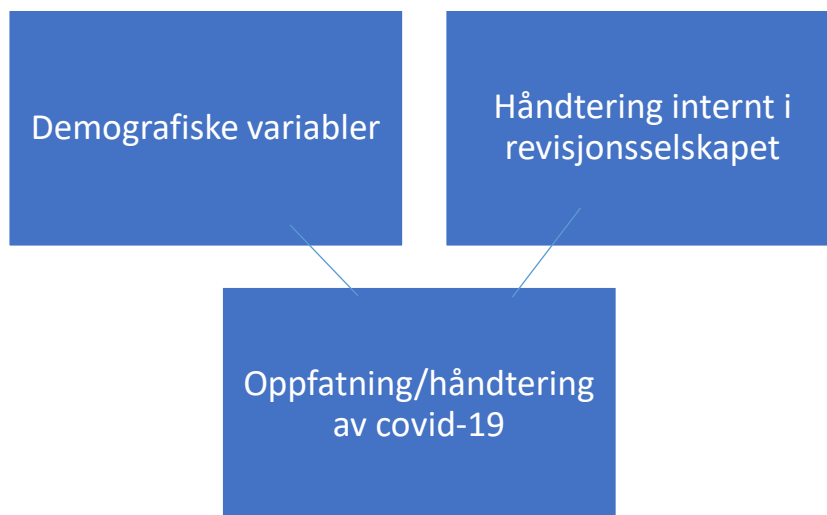 Demografiske variabler
Håndtering internt i
revisjonsselskapet
Oppfatning/håndtering
av covid-19